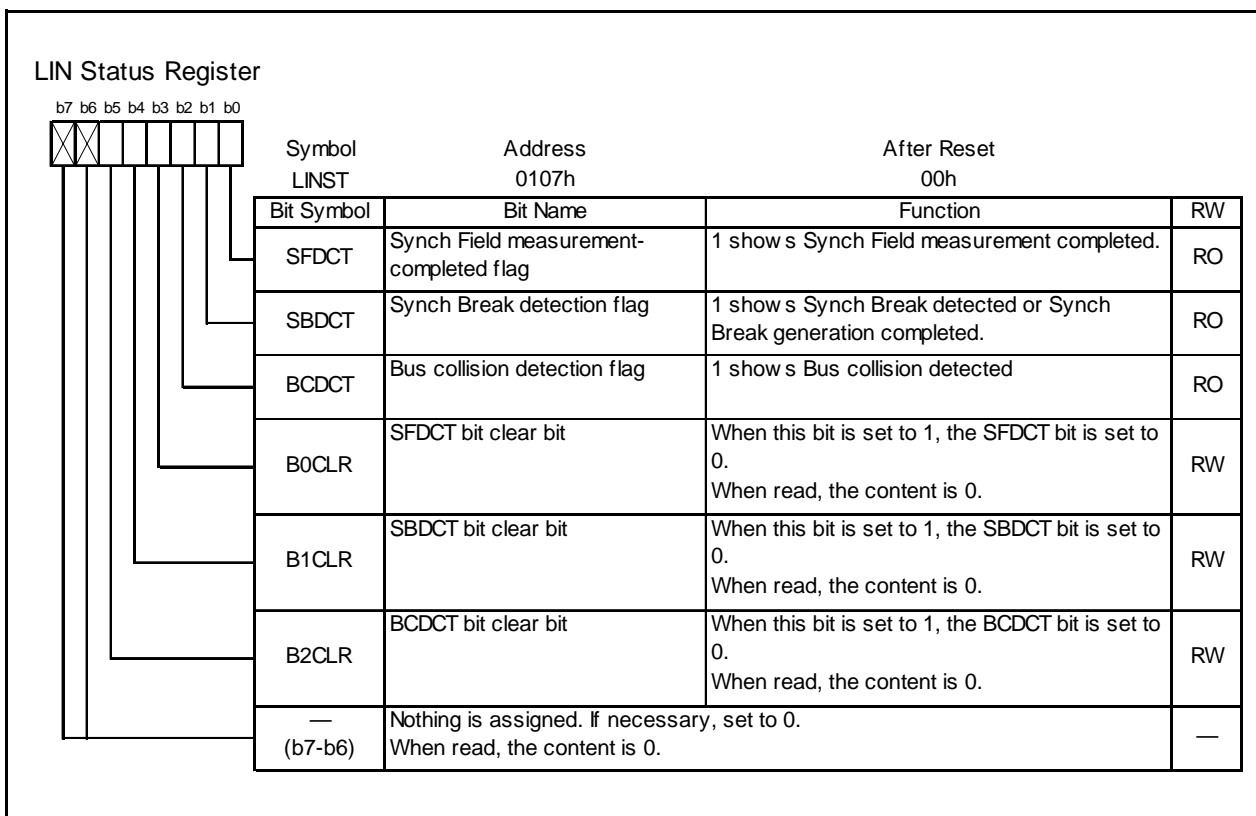 LIN Status Register
b7 b6 b5 b4 b3 b2 b1 b0
Symbol Address After Reset
LINST 0107h 00h
Bit Symbol Bit Name Function RW
SFDCT Synch Field measurement- 1 shows Synch Field measurement completed. RO
completed flag
SBDCT Synch Break detection flag 1 shows Synch Break detected or Synch RO
Break generation completed.
BCDCT Bus collision detection flag 1 shows Bus collision detected RO
B0CLR SFDCT bit clear bit When this bit is set to 1, the SFDCT bit is set to RW
0.
When read, the content is 0.
B1CLR SBDCT bit clear bit When this bit is set to 1, the SBDCT bit is set to RW
0.
When read, the content is 0.
B2CLR BCDCT bit clear bit When this bit is set to 1, the BCDCT bit is set to RW
0.
When read, the content is 0.
— Nothing is assigned. If necessary, set to 0. —
(b7-b6) When read, the content is 0.